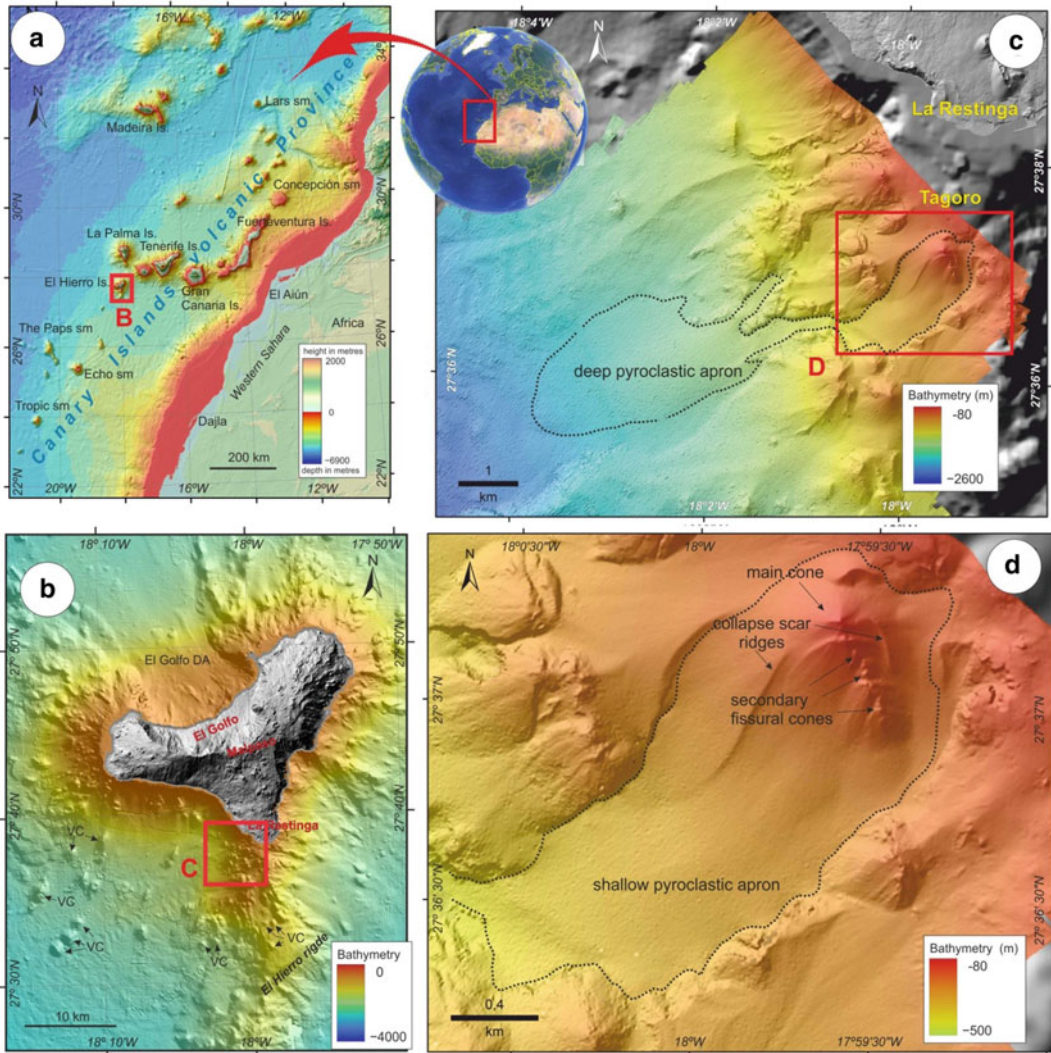 a
16°W
12°W
34°N
N
Lars sm
Madeira Is.
Canary Islands volcanic Province
Concepción sm
30°N
30°N
Fuerteventura Is.
La Palma Is.
Tenerife Is.
El Hierro Is.
B
Gran
Canaria Is.
El Aiún
The Paps sm
Africa
26°N
26°N
Echo sm
Western Sahara
height in metres
2000
0
−6900
depth in metres
Tropic sm
Dajla
200 km
22°N
22°N
20°W
16°W
12°W
c
18°4'W
18°2'W
18°W
N
La Restinga
27°38'N
Tagoro
27°36'N
D
deep pyroclastic apron
27°36'N
Bathymetry (m)
-80
-2600
1
km
18°2'W
b
18°10'W
18°W
17°50'W
N
27°50'N
27°50'N
El Golfo DA
El Golfo
27°40'N
27°40'N
C
VC
VC
VC
VC
VC
El Hierro rigde
Bathymetry
0
−4000
27°30'N
27°30'N
10 km
18°10'W
18°W
d
18°0'30"W
18°W
17°59'30"W
N
main cone
collapse scar
ridges
secondary
fissural cones
27°37'N
27°37'N
shallow pyroclastic apron
27°36'30"N
27°36'30"N
Bathymetry (m)
-80
-500
0,4
km
18°W
17°59'30"W